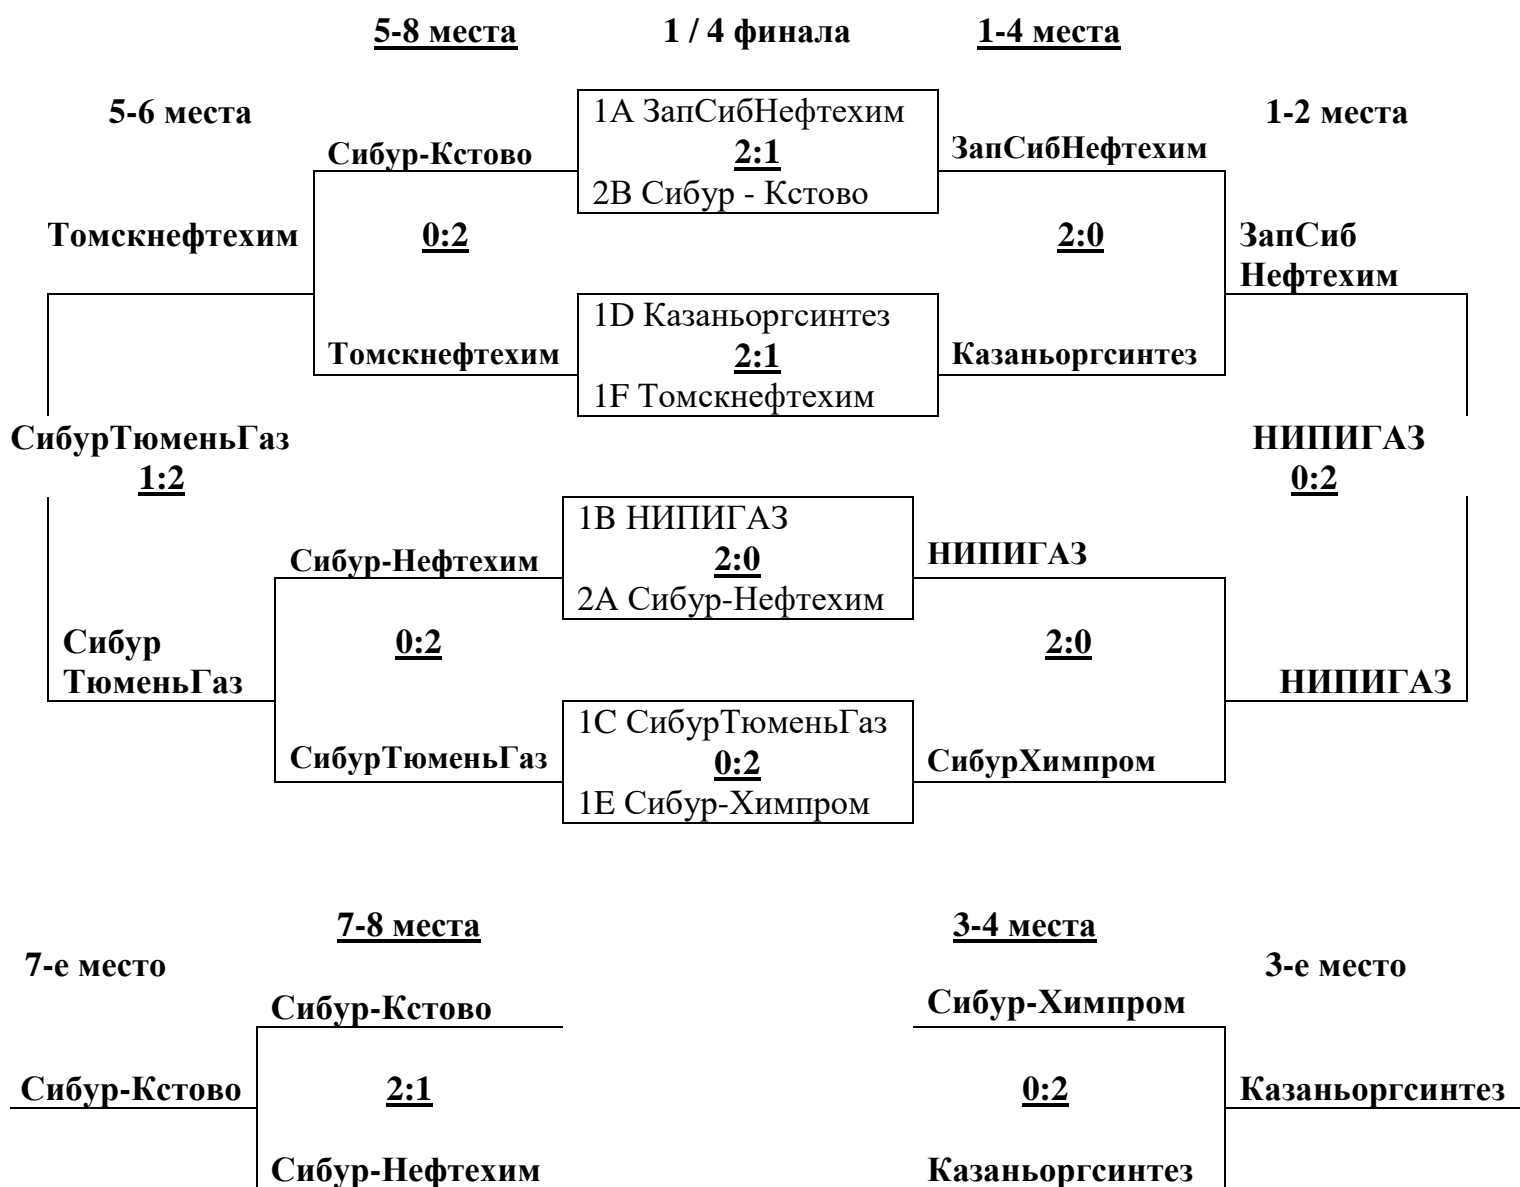 5-8 места 1 / 4 финала 1-4 места
5-6 места 1A ЗапСибНефтехим 1-2 места
Сибур-Кстово 2:1 ЗапСибНефтехим
2B Сибур - Кстово
Томскнефтехим 0:2 2:0 ЗапСиб
Нефтехим
1D Казаньоргсинтез
Томскнефтехим 2:1 Казаньоргсинтез
1F Томскнефтехим
СибурТюменьГаз НИПИГАЗ
1:2 0:2
1B НИПИГАЗ
Сибур-Нефтехим 2:0 НИПИГАЗ
2A Сибур-Нефтехим
Сибур 0:2 2:0
ТюменьГаз НИПИГАЗ
1C СибурТюменьГаз
СибурТюменьГаз 0:2 СибурХимпром
1E Сибур-Химпром
7-8 места 3-4 места
7-е место 3-е место
Сибур-Кстово Сибур-Химпром
Сибур-Кстово 2:1 0:2 Казаньоргсинтез
Сибур-Нефтехим Казаньоргсинтез